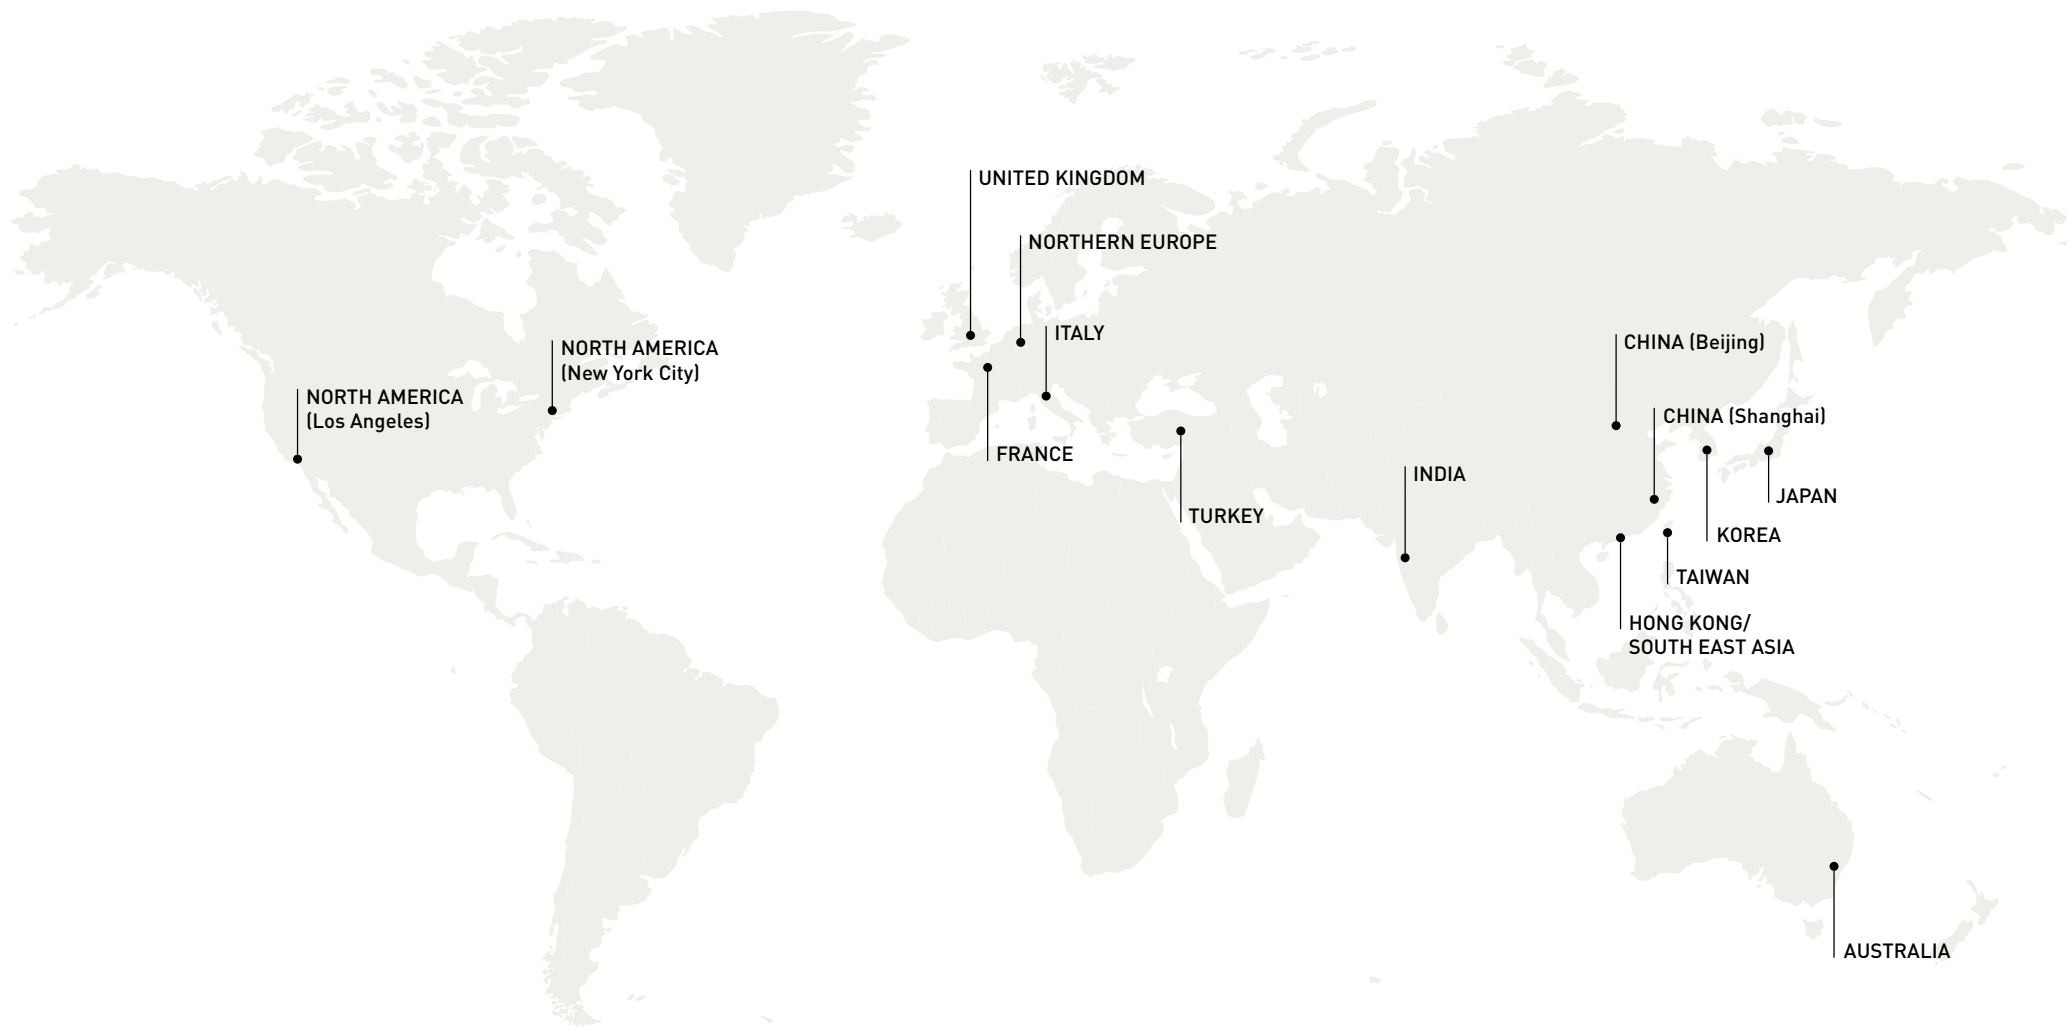 UNITED KINGDOM
NORTHERN EUROPE
ITALY
CHINA (Beijing)
NORTH AMERICA
(New York City)
NORTH AMERICA
(Los Angeles)
CHINA (Shanghai)
FRANCE
INDIA
JAPAN
TURKEY
KOREA
TAIWAN
HONG KONG/
SOUTH EAST ASIA
AUSTRALIA